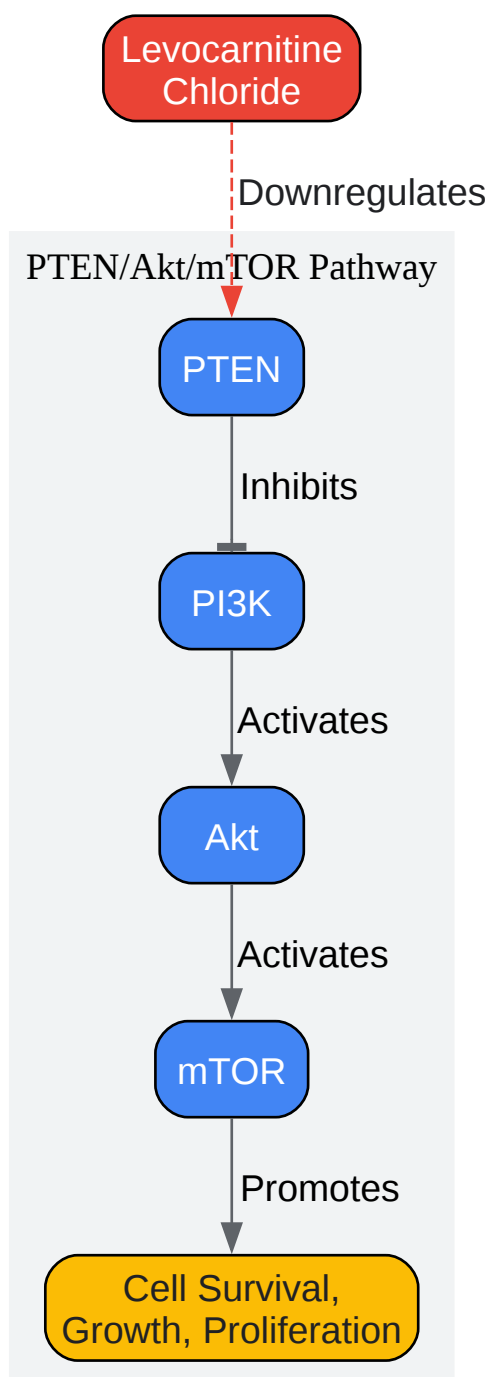 Levocarnitine
Chloride
Downregulates
PTEN/Akt/mTOR Pathway
PTEN
Inhibits
PI3K
Activates
Akt
Activates
mTOR
Promotes
Cell Survival,
Growth, Proliferation